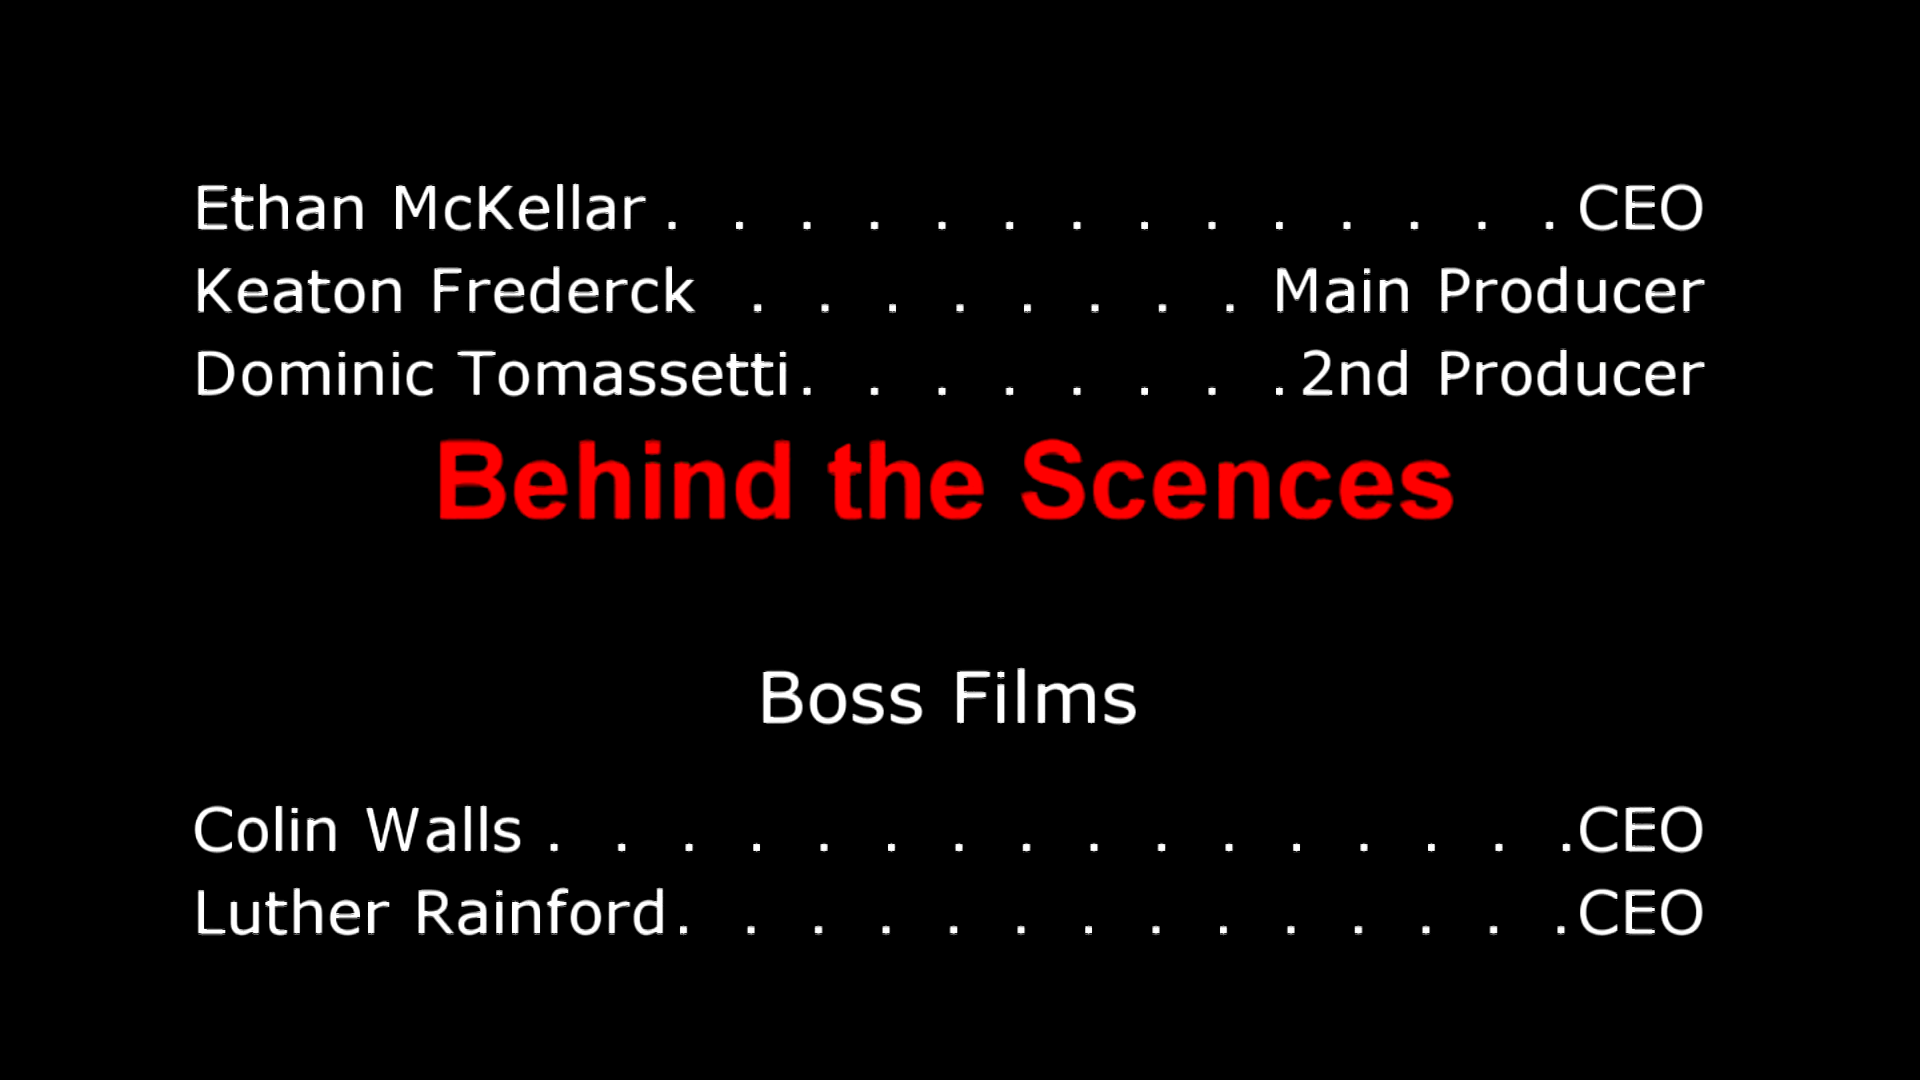 Ethan McKellar . . . . . . . . . . . . . . CEO
Keaton Frederck . . . . . . . . Main Producer
Dominic Tomassetti . . . . . . . . 2nd Producer
Behind the Scences
Boss Films
Colin Walls . . . . . . . . . . . . . . . . CEO
Luther Rainford . . . . . . . . . . . . . . CEO